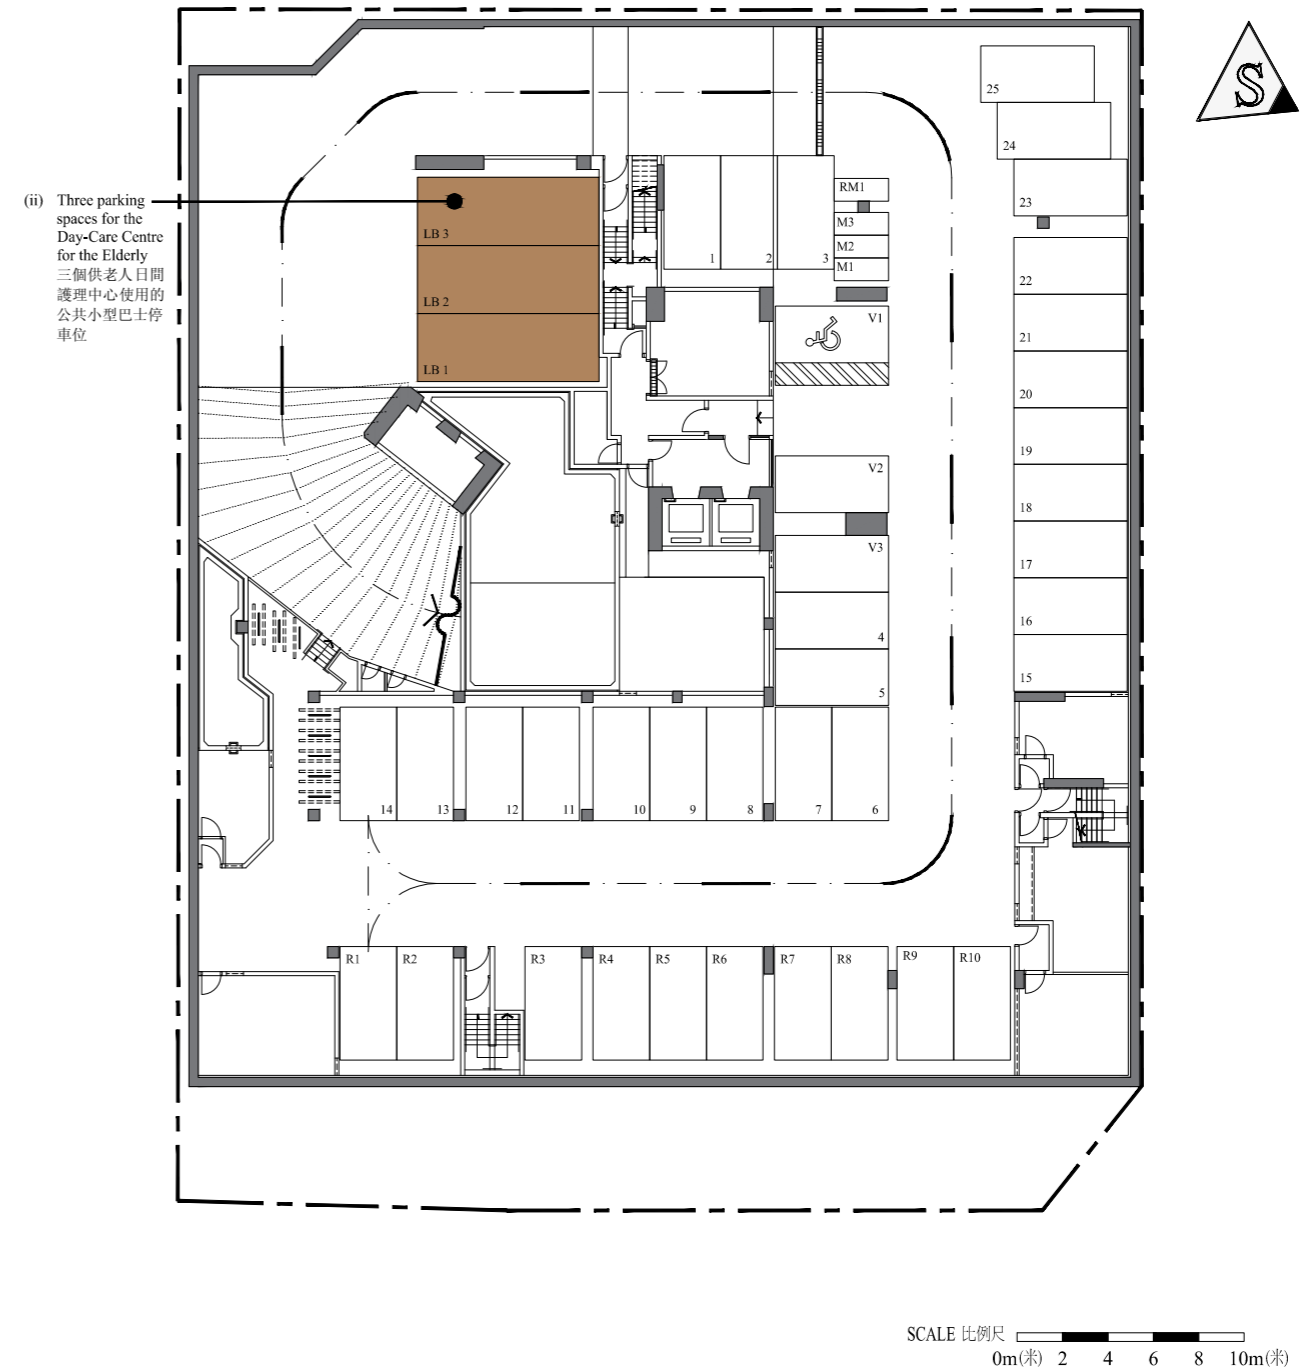 S
25
24
23
22
21
20
19
18
17
16
15
(ii) Three parking
spaces for the
Day-Care Centre
for the Elderly
三個供老人日間
護理中心使用的
公共小型巴士停
車位
LB 3
LB 2
LB 1
1
2
3
RM1
M3
M2
M1
V1
V2
V3
4
5
14
13
12
11
10
9
8
7
6
R1
R2
R3
R4
R5
R6
R7
R8
R9
R10
SCALE 比例尺
0m(米) 2 4 6 8 10m(米)